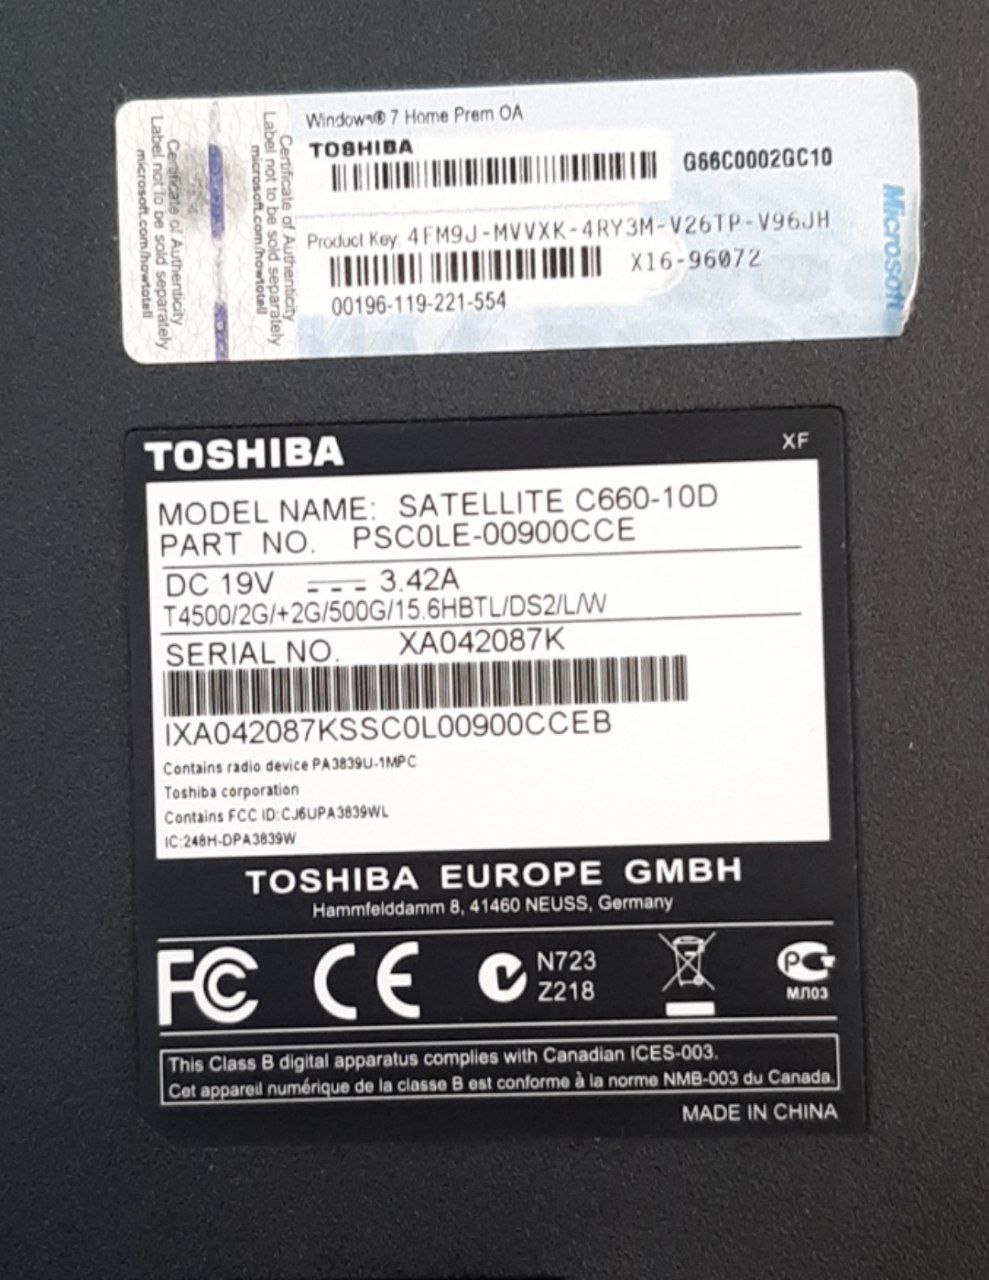 Windows® 7 Home Prem OA
TOSHIBA
G66C0002GC10
Product Key: 4FM9J-MVVXK-4RY3M-V26TP-V96JH
X16-96072
00196-119-221-554
Certificate of Authenticity
Label not to be sold separately
microsoft.com/howtotell
Certificate of Authenticity
Label not to be sold separately
microsoft.com/howtotell
Microsoft
TOSHIBA
XF
MODEL NAME: SATELLITE C660-10D
PART NO. PSC0LE-00900CCE
DC 19V 3.42A
T4500/2G/+2G/500G/15.6HBTL/DS2/L/W
SERIAL NO. XA042087K
IXA042087KSSC0L00900CCEB
Contains radio device PA3839U-1MPC
Toshiba corporation
Contains FCC ID:CJ6UPA3839WL
IC:248H-DPA3839W
TOSHIBA EUROPE GMBH
Hammfelddamm 8, 41460 NEUSS, Germany
FC CE N723
Z218
МЛ03
This Class B digital apparatus complies with Canadian ICES-003.
Cet appareil numérique de la classe B est conforme à la norme NMB-003 du Canada.
MADE IN CHINA